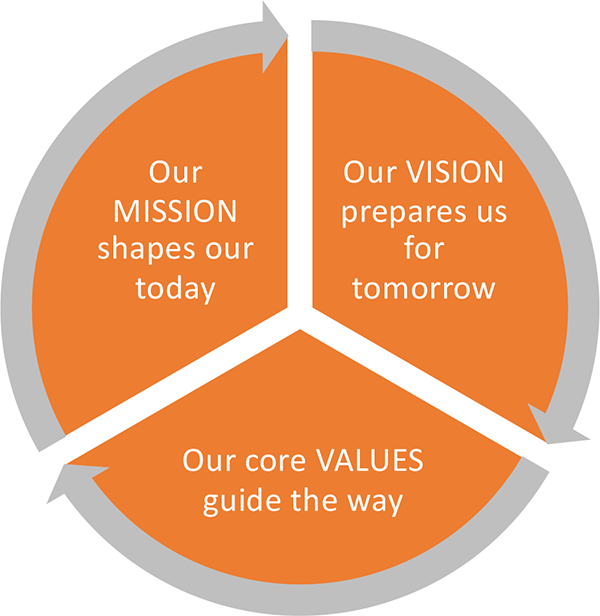 Our
MISSION
shapes our
today
Our VISION
prepares us
for
tomorrow
Our core VALUES
guide the way